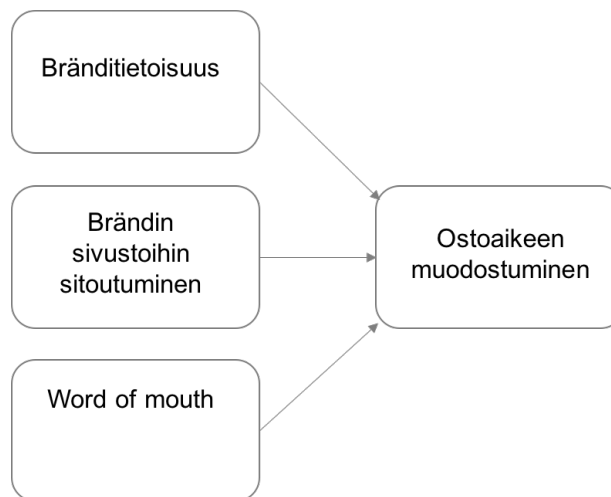 Bränditietoisuus
Brändin
sivustoihin
sitoutuminen
Word of mouth
Ostoaikeen
muodostuminen